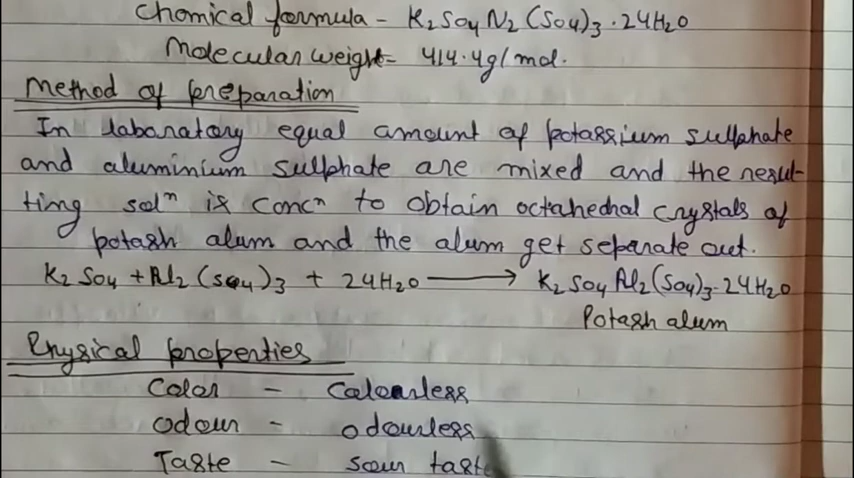 Chemical formula - K2SO4 N2(SO4)3·24H2O
Molecular weight= 414.4g/mol.
Method of preparation
In labaratory equal amount of potassium sulphate
and aluminium sulphate are mixed and the resul-
ting solⁿ is concⁿ to obtain octahedral crystals of
potash alum and the alum get separate out.
K2SO4 + Al2(SO4)3 + 24H2O ⟶ K2SO4 Al2(SO4)3·24H2O
Potash alum
Physical properties
Color - Colourless
Odour - odourless
Taste - sour taste